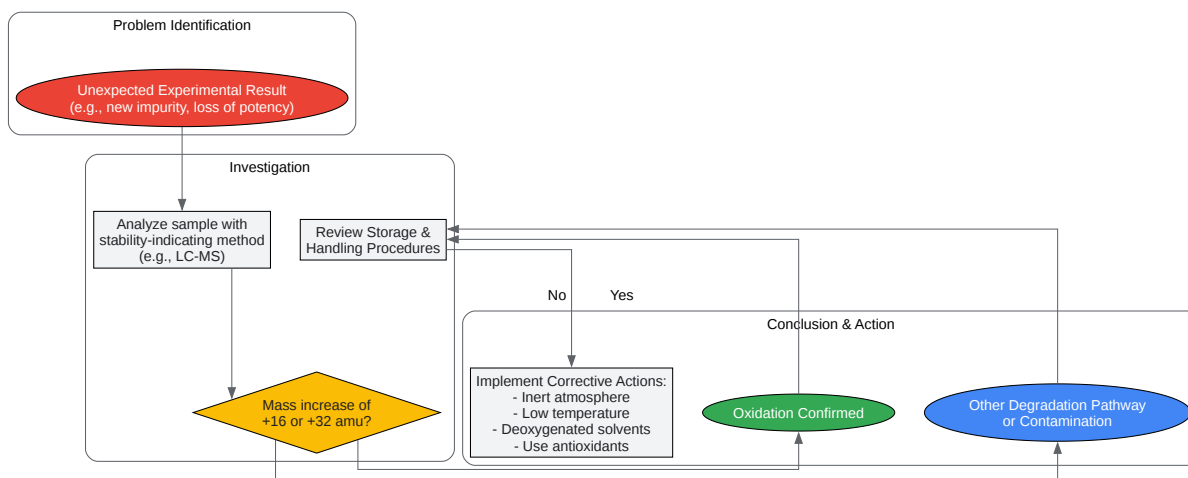 Problem Identification
Unexpected Experimental Result
(e.g., new impurity, loss of potency)
Investigation
Analyze sample with
stability-indicating method
(e.g., LC-MS)
Review Storage &
Handling Procedures
No
Yes
Conclusion & Action
Mass increase of
+16 or +32 amu?
Implement Corrective Actions:
- Inert atmosphere
- Low temperature
- Deoxygenated solvents
- Use antioxidants
Oxidation Confirmed
Other Degradation Pathway
or Contamination